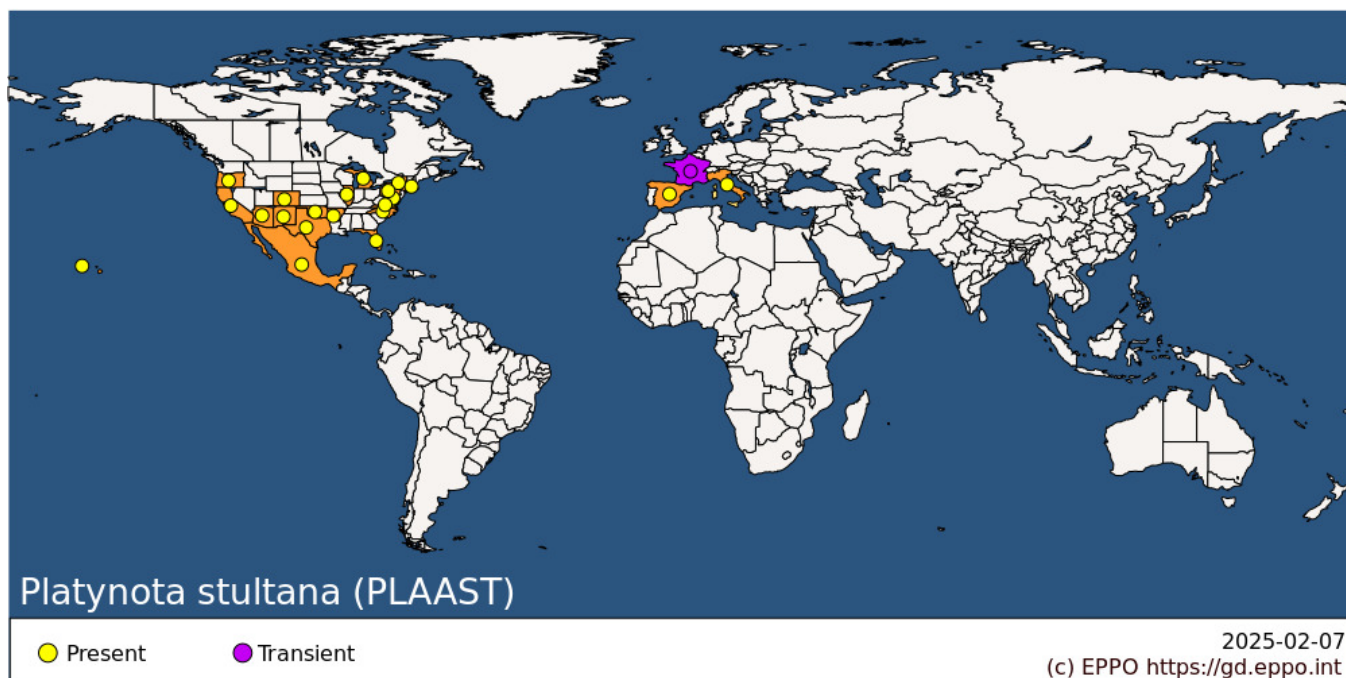 Platynota stultana (PLAAST)
Present
Transient
2025-02-07
(c) EPPO https://gd.eppo.int